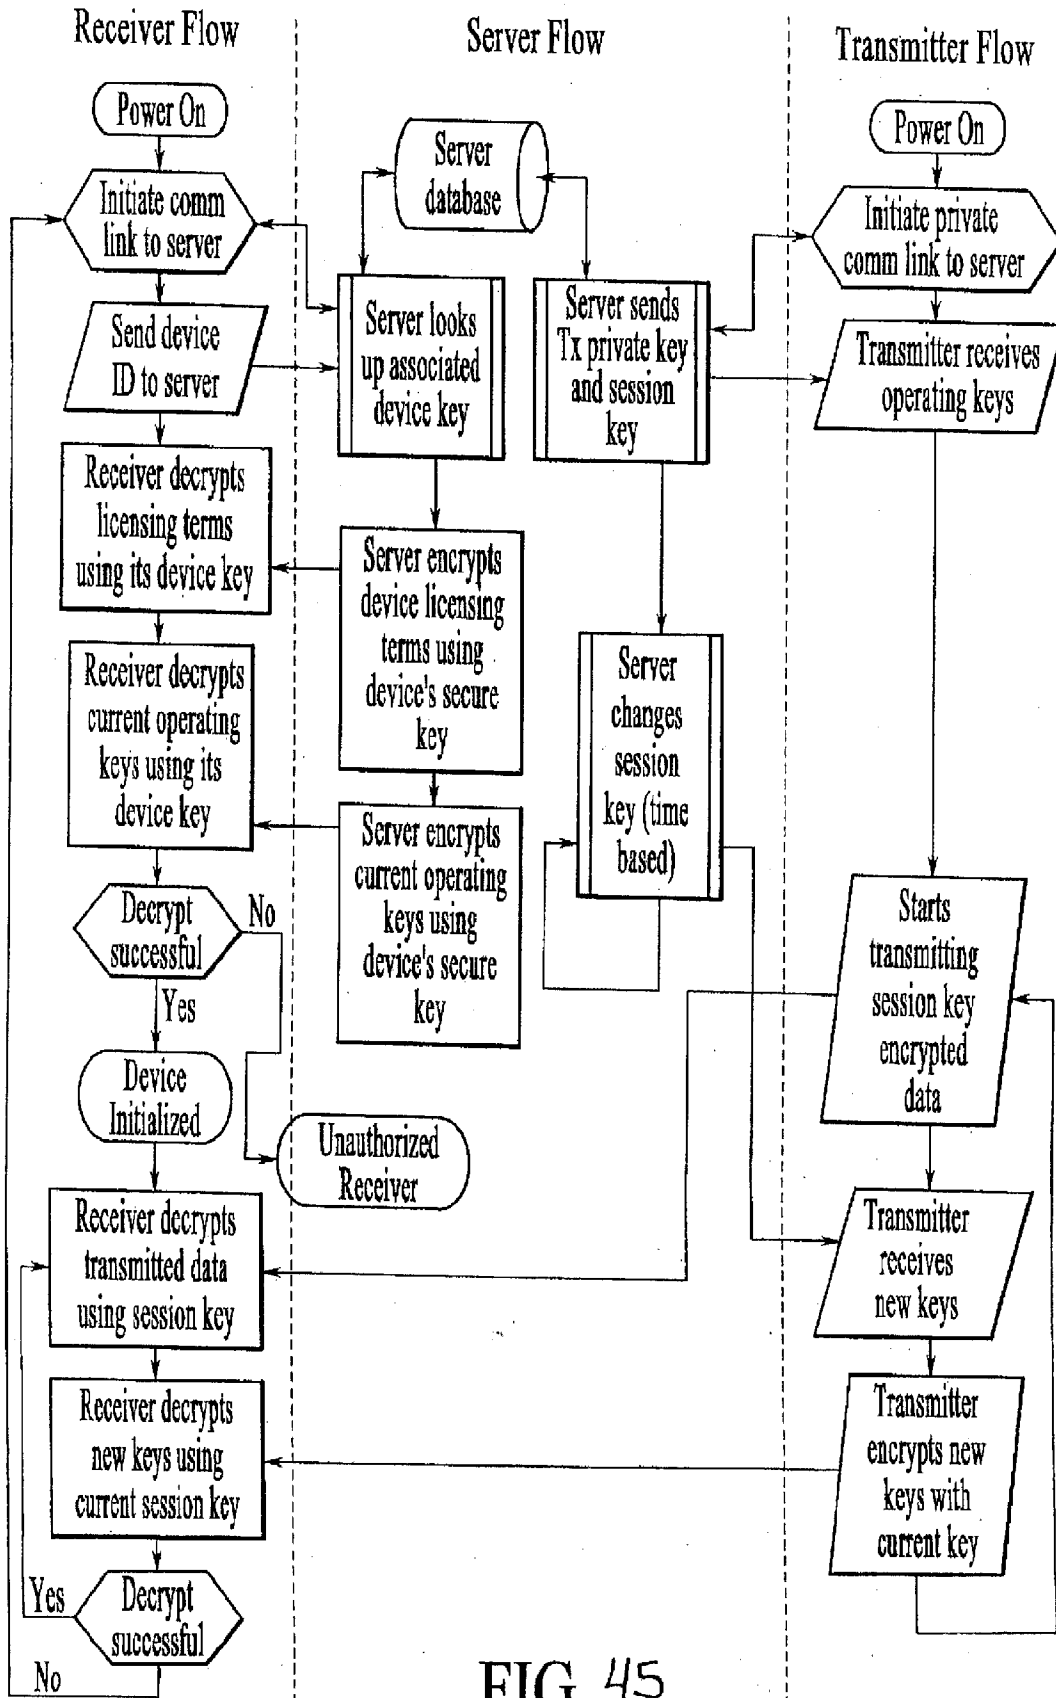 Receiver Flow
Server Flow
Transmitter Flow
Power On
Initiate comm
link to server
Send device
ID to server
Receiver decrypts
licensing terms
using its device key
Receiver decrypts
current operating
keys using its
device key
Decrypt
successful
No
Yes
Device
Initialized
Receiver decrypts
transmitted data
using session key
Receiver decrypts
new keys using
current session key
Yes
Decrypt
successful
No
Server
database
Server looks
up associated
device key
Server sends
Tx private key
and session
key
Server encrypts
device licensing
terms using
device's secure
key
Server
changes
session
key (time
based)
Server encrypts
current operating
keys using
device's secure
key
Unauthorized
Receiver
Power On
Initiate private
comm link to server
Transmitter receives
operating keys
Starts
transmitting
session key
encrypted
data
Transmitter
receives
new keys
Transmitter
encrypts new
keys with
current key
FIG 45